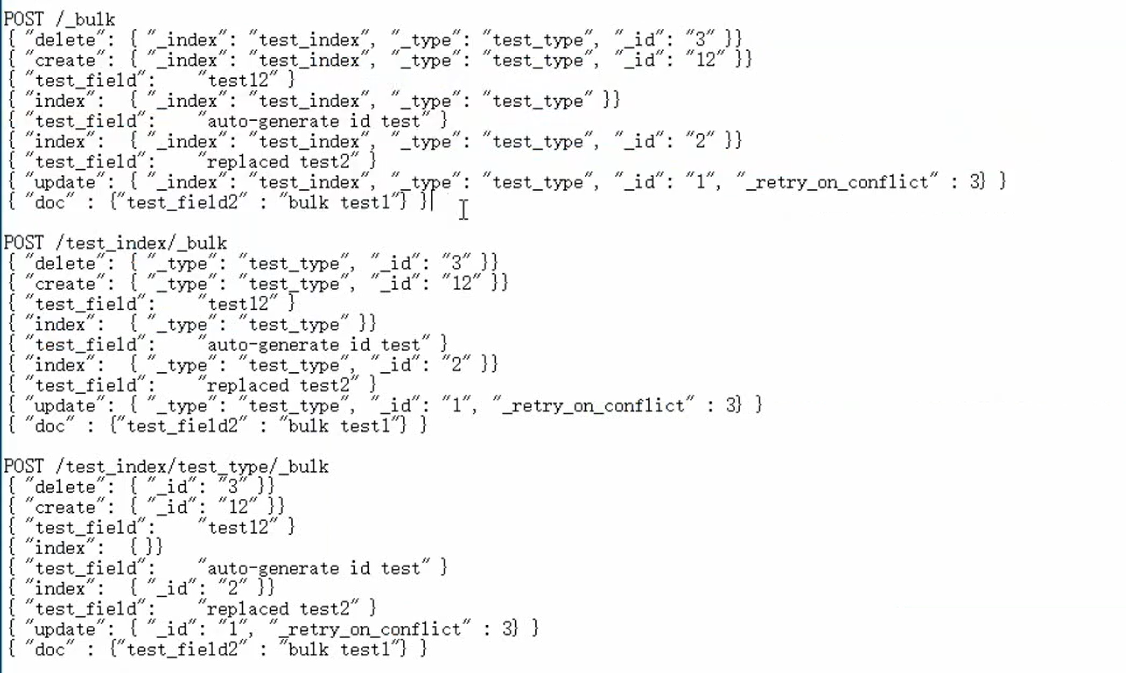 POST /_bulk
{ "delete": { "_index": "test_index", "_type": "test_type", "_id": "3" }}
{ "create": { "_index": "test_index", "_type": "test_type", "_id": "12" }}
{ "test_field":    "test12" }
{ "index":  { "_index": "test_index", "_type": "test_type" }}
{ "test_field":    "auto-generate id test" }
{ "index":  { "_index": "test_index", "_type": "test_type", "_id": "2" }}
{ "test_field":    "replaced test2" }
{ "update": { "_index": "test_index", "_type": "test_type", "_id": "1", "_retry_on_conflict" : 3} }
{ "doc" : {"test_field2" : "bulk test1"} }
POST /test_index/_bulk
{ "delete": { "_type": "test_type", "_id": "3" }}
{ "create": { "_type": "test_type", "_id": "12" }}
{ "test_field":    "test12" }
{ "index":  { "_type": "test_type" }}
{ "test_field":    "auto-generate id test" }
{ "index":  { "_type": "test_type", "_id": "2" }}
{ "test_field":    "replaced test2" }
{ "update": { "_type": "test_type", "_id": "1", "_retry_on_conflict" : 3} }
{ "doc" : {"test_field2" : "bulk test1"} }
POST /test_index/test_type/_bulk
{ "delete": { "_id": "3" }}
{ "create": { "_id": "12" }}
{ "test_field":    "test12" }
{ "index":  { }}
{ "test_field":    "auto-generate id test" }
{ "index":  { "_id": "2" }}
{ "test_field":    "replaced test2" }
{ "update": { "_id": "1", "_retry_on_conflict" : 3} }
{ "doc" : {"test_field2" : "bulk test1"} }